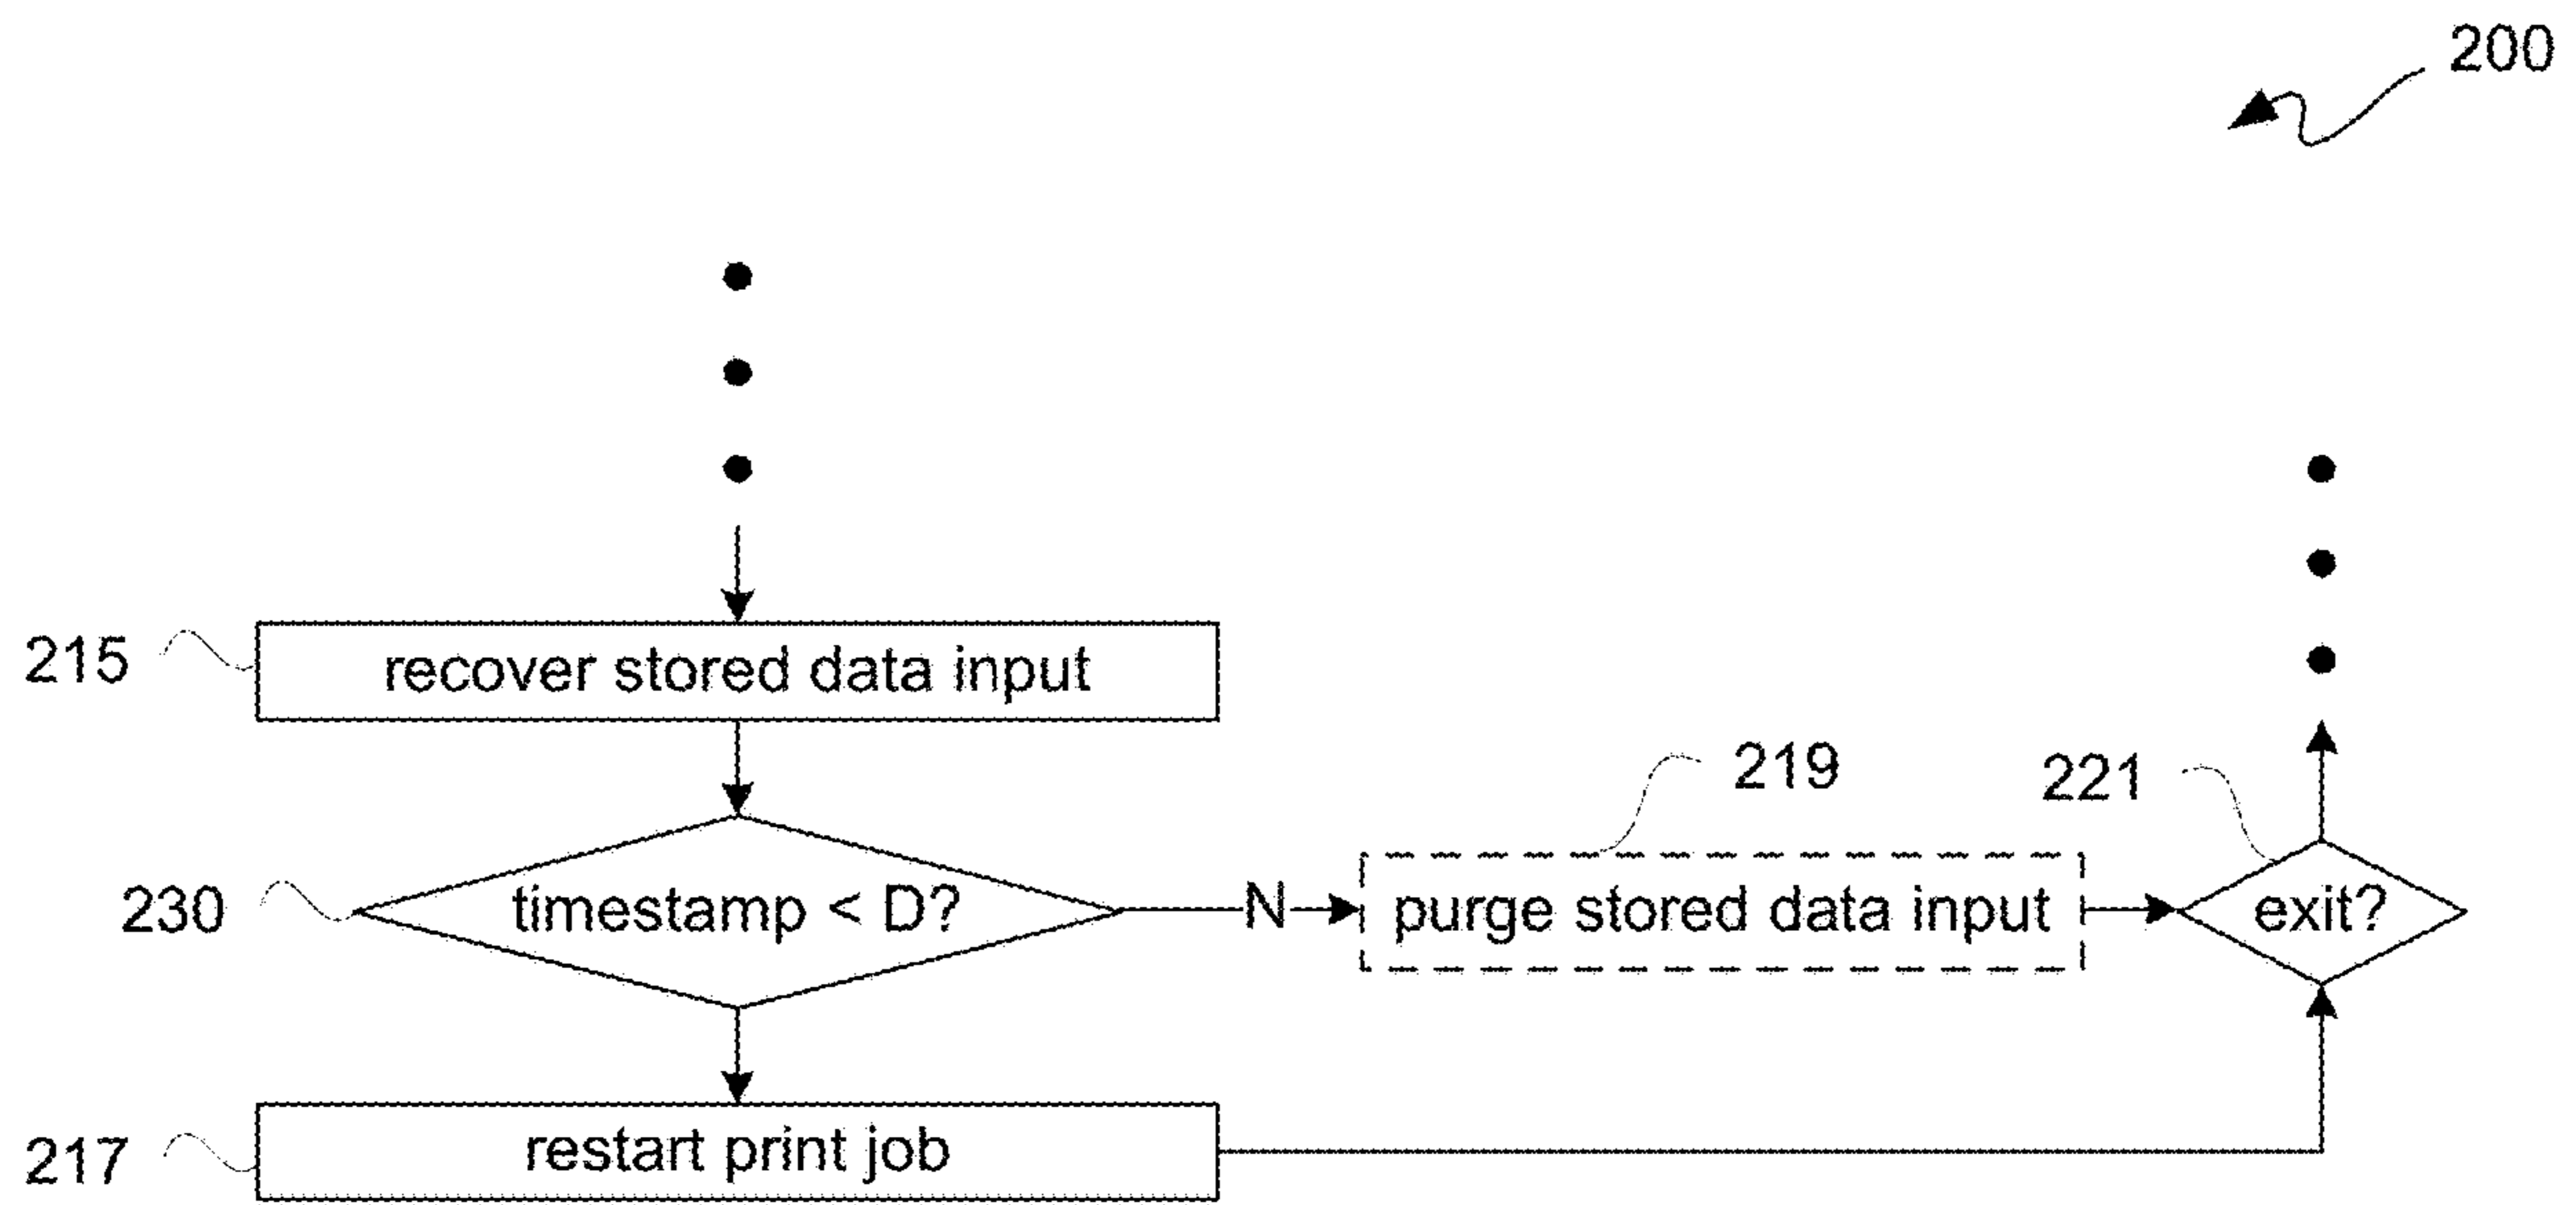 200
215
recover stored data input
219
221
230
timestamp < D?
N
purge stored data input
exit?
217
restart print job